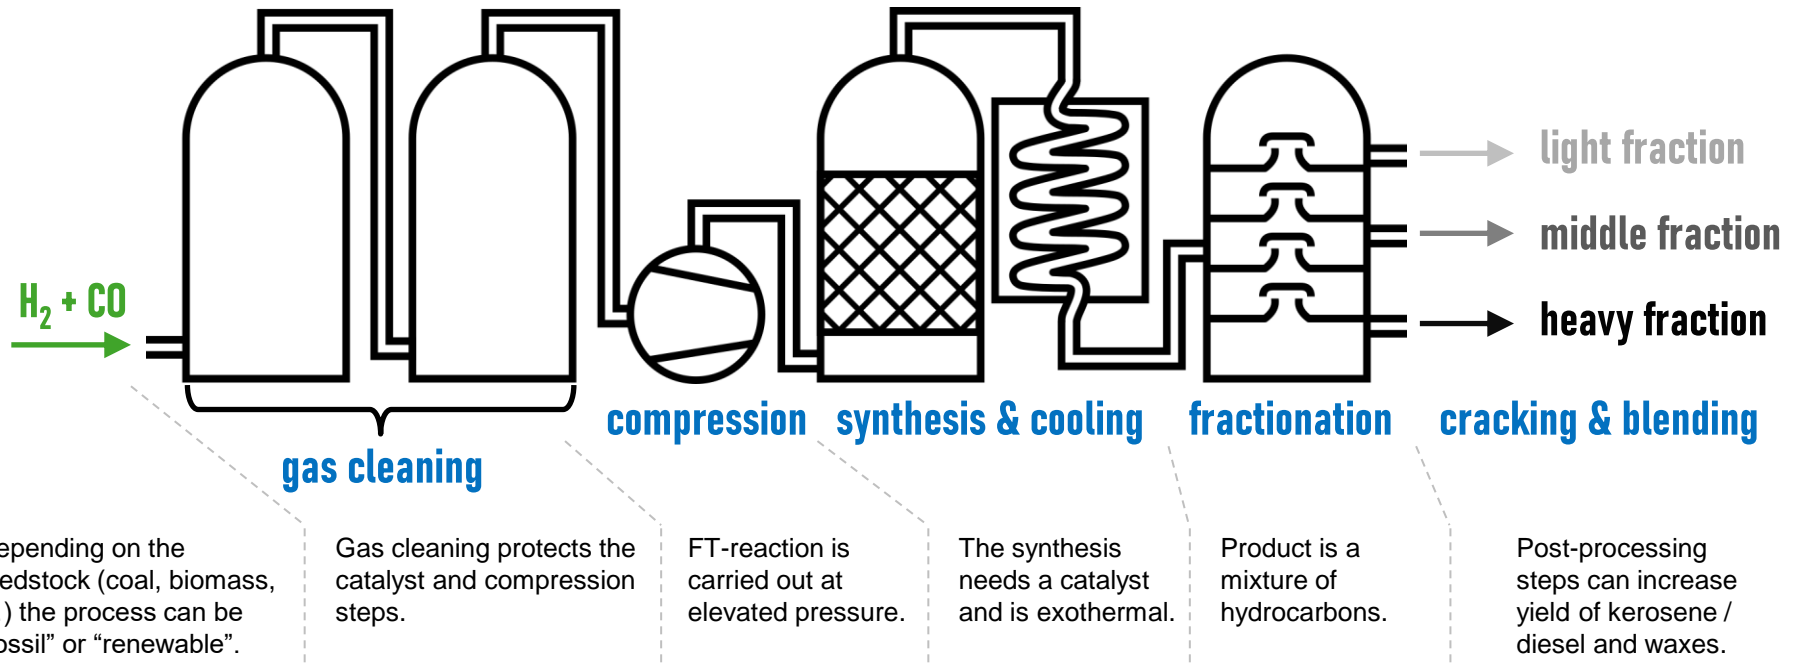 H₂ + CO
light fraction
middle fraction
heavy fraction
compression
synthesis & cooling
fractionation
cracking & blending
gas cleaning
epending on the
edstock (coal, biomass,
.) the process can be
ossil” or “renewable”.
Gas cleaning protects the
catalyst and compression
steps.
FT-reaction is
carried out at
elevated pressure.
The synthesis
needs a catalyst
and is exothermal.
Product is a
mixture of
hydrocarbons.
Post-processing
steps can increase
yield of kerosene /
diesel and waxes.